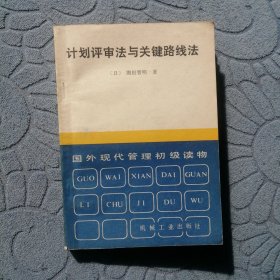 计划评审法与关键路线法
(日) 著
国外现代管理初级读物
GUO WAI XIAN DAI GUAN
LI CHU JI DU WU
机械工业出版社